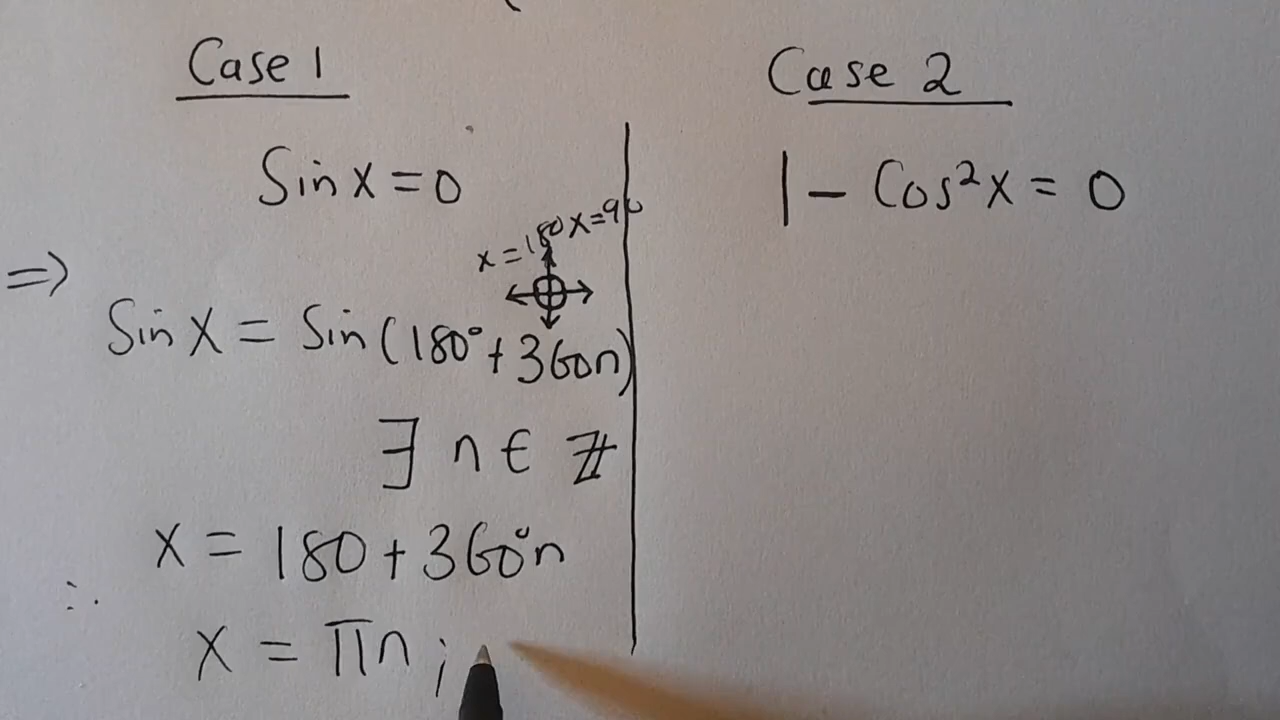 Case 1
Sin x = 0
x = 180 x = 90
⇒
Sin x = Sin (180° + 360n)
∃ n ∈ ℤ
x = 180 + 360°n
∴
x = πn ;
Case 2
1 - Cos²x = 0